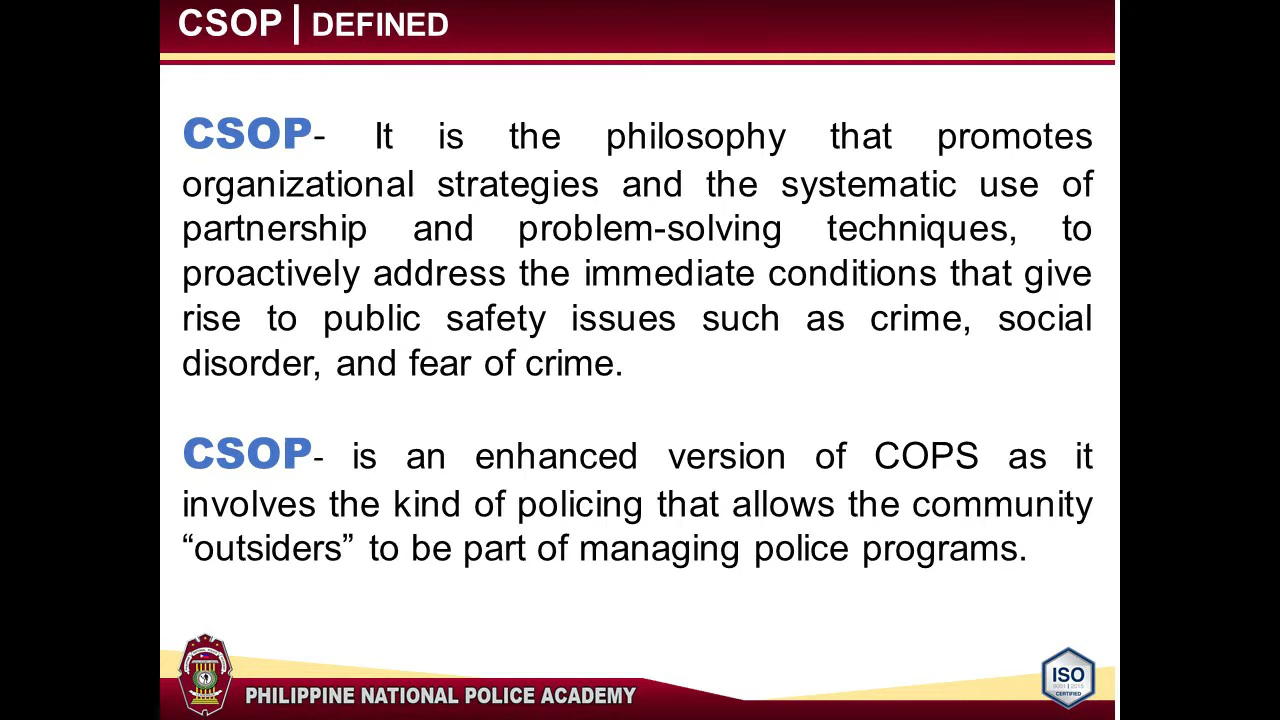 CSOP | DEFINED
CSOP- It is the philosophy that promotes
organizational strategies and the systematic use of
partnership and problem-solving techniques, to
proactively address the immediate conditions that give
rise to public safety issues such as crime, social
disorder, and fear of crime.
CSOP- is an enhanced version of COPS as it
involves the kind of policing that allows the community
“outsiders” to be part of managing police programs.
PHILIPPINE NATIONAL POLICE ACADEMY
ISO
9001 | 2015
CERTIFIED